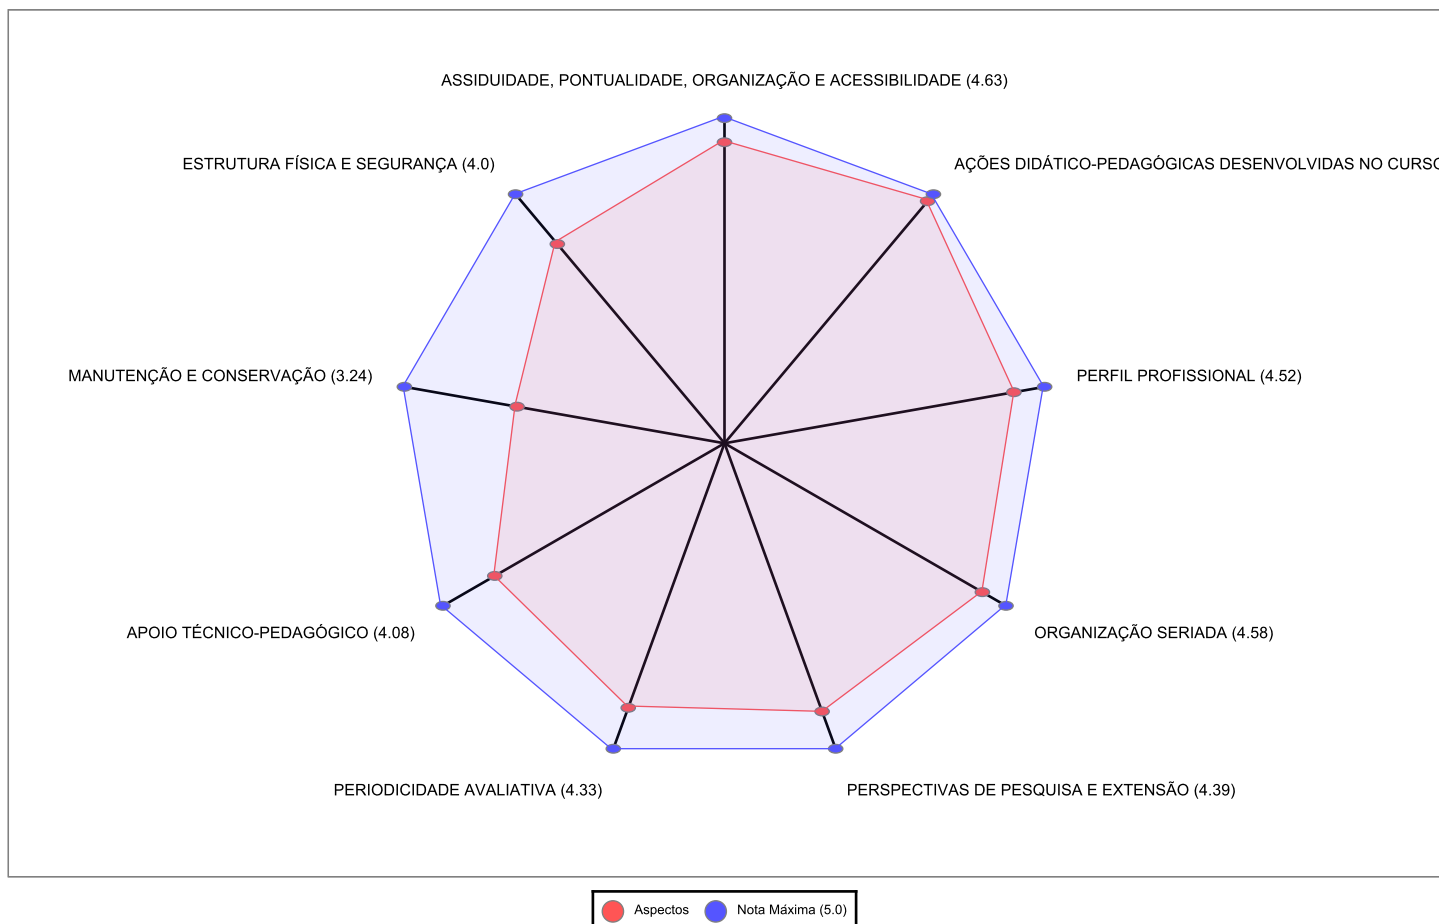 ASSIDUIDADE, PONTUALIDADE, ORGANIZAÇÃO E ACESSIBILIDADE (4.63)
ESTRUTURA FÍSICA E SEGURANÇA (4.0)
AÇÕES DIDÁTICO-PEDAGÓGICAS DESENVOLVIDAS NO CURSO
MANUTENÇÃO E CONSERVAÇÃO (3.24)
PERFIL PROFISSIONAL (4.52)
APOIO TÉCNICO-PEDAGÓGICO (4.08)
ORGANIZAÇÃO SERIADA (4.58)
PERIODICIDADE AVALIATIVA (4.33)
PERSPECTIVAS DE PESQUISA E EXTENSÃO (4.39)
Aspectos
Nota Máxima (5.0)